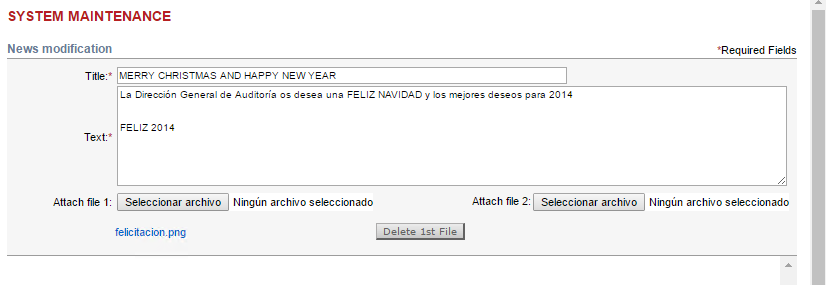 SYSTEM MAINTENANCE
News modification
*Required Fields
Title:* MERRY CHRISTMAS AND HAPPY NEW YEAR
La Dirección General de Auditoría os desea una FELIZ NAVIDAD y los mejores deseos para 2014
FELIZ 2014
Text:*
Attach file 1: Seleccionar archivo Ningún archivo seleccionado Attach file 2: Seleccionar archivo Ningún archivo seleccionado
felicitacion.png Delete 1st File